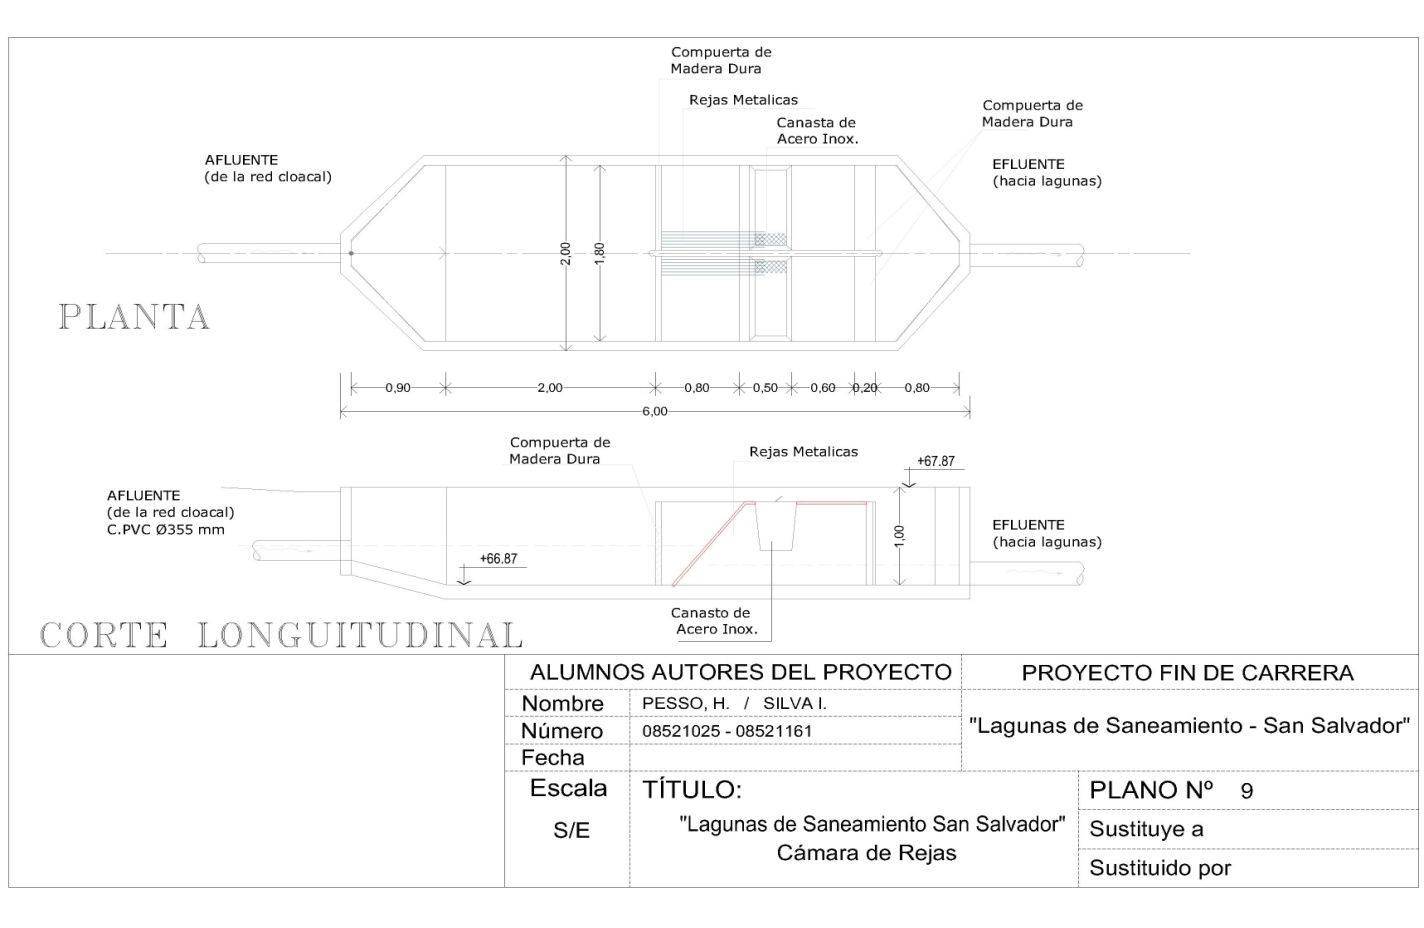 Compuerta de
Madera Dura
Rejas Metalicas
Canasta de
Acero Inox.
Compuerta de
Madera Dura
AFLUENTE
(de la red cloacal)
EFLUENTE
(hacia lagunas)
2,00
1,80
PLANTA
0,90
2,00
0,80
0,50
0,60
0,20
0,80
6,00
Compuerta de
Madera Dura
Rejas Metalicas
+67.87
AFLUENTE
(de la red cloacal)
C.PVC Ø355 mm
EFLUENTE
(hacia lagunas)
1,00
+66.87
Canasto de
Acero Inox.
CORTE LONGUITUDINAL
ALUMNOS AUTORES DEL PROYECTO
PROYECTO FIN DE CARRERA
Nombre PESSO, H. / SILVA I.
Número 08521025 - 08521161
"Lagunas de Saneamiento - San Salvador"
Fecha
Escala
S/E
TÍTULO:
"Lagunas de Saneamiento San Salvador"
Cámara de Rejas
PLANO Nº 9
Sustituye a
Sustituido por